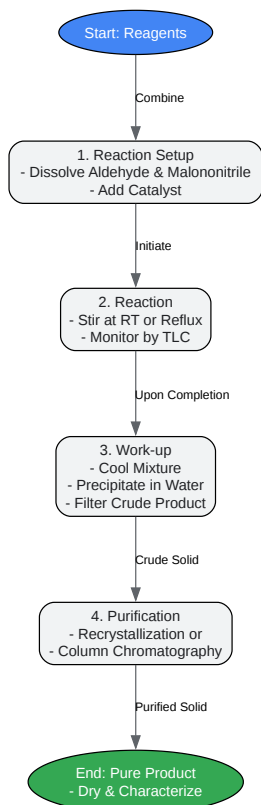 Start: Reagents
Combine
1. Reaction Setup
- Dissolve Aldehyde & Malononitrile
- Add Catalyst
Initiate
2. Reaction
- Stir at RT or Reflux
- Monitor by TLC
Upon Completion
3. Work-up
- Cool Mixture
- Precipitate in Water
- Filter Crude Product
Crude Solid
4. Purification
- Recrystallization or
- Column Chromatography
Purified Solid
End: Pure Product
- Dry & Characterize